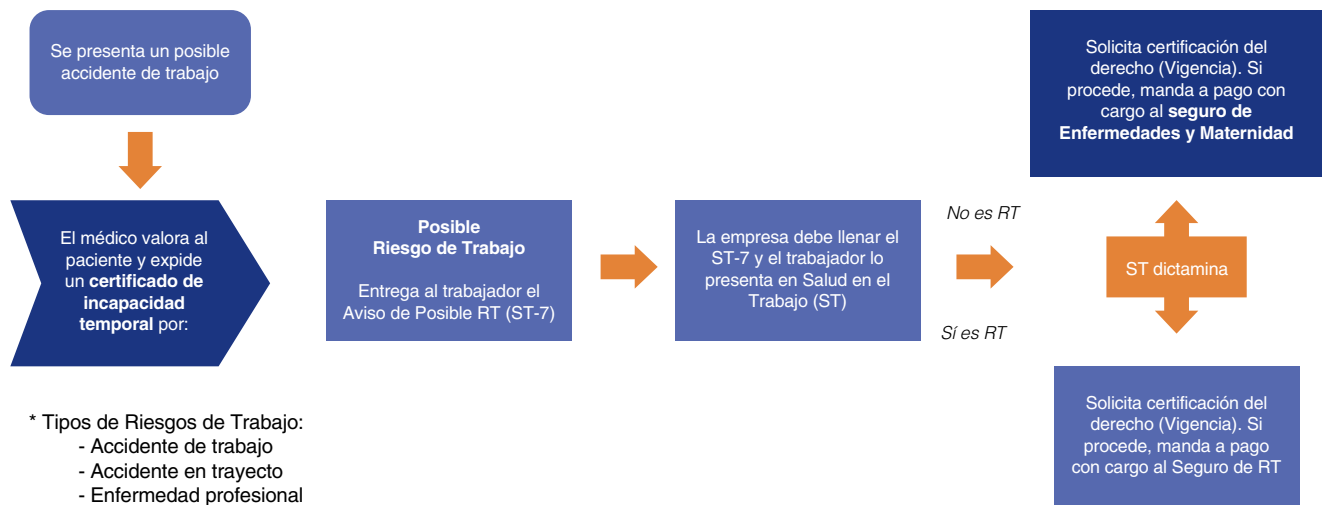 Se presenta un posible
accidente de trabajo
El médico valora al
paciente y expide
un certificado de
incapacidad
temporal por:
Posible
Riesgo de Trabajo
Entrega al trabajador el
Aviso de Posible RT (ST-7)
La empresa debe llenar el
ST-7 y el trabajador lo
presenta en Salud en el
Trabajo (ST)
No es RT
Sí es RT
ST dictamina
Solicita certificación del
derecho (Vigencia). Si
procede, manda a pago con
cargo al seguro de
Enfermedades y Maternidad
Solicita certificación del
derecho (Vigencia). Si
procede, manda a pago
con cargo al Seguro de RT
* Tipos de Riesgos de Trabajo:
- Accidente de trabajo
- Accidente en trayecto
- Enfermedad profesional